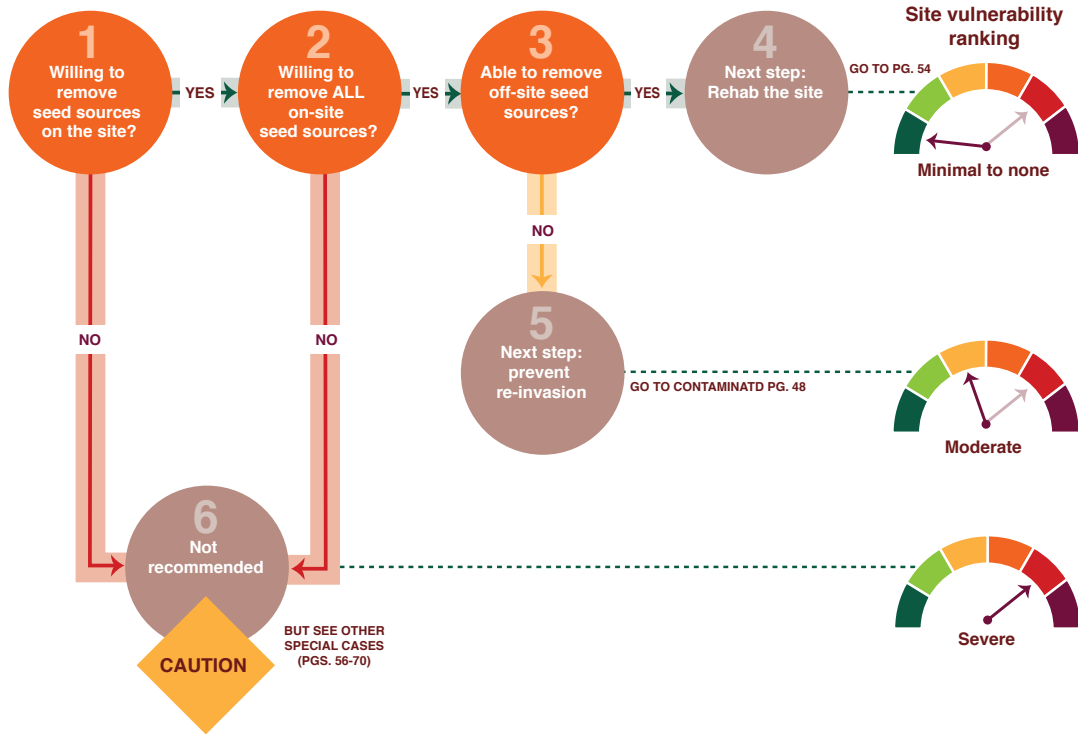 1
Willing to
remove
seed sources
on the site?
YES
2
Willing to
remove ALL
on-site
seed sources?
YES
3
Able to remove
off-site seed
sources?
YES
4
Next step:
Rehab the site
GO TO PG. 54
Site vulnerability
ranking
Minimal to none
NO
5
Next step:
prevent
re-invasion
GO TO CONTAMINATD PG. 48
Moderate
NO
NO
6
Not
recommended
CAUTION
BUT SEE OTHER
SPECIAL CASES
(PGS. 56-70)
Severe